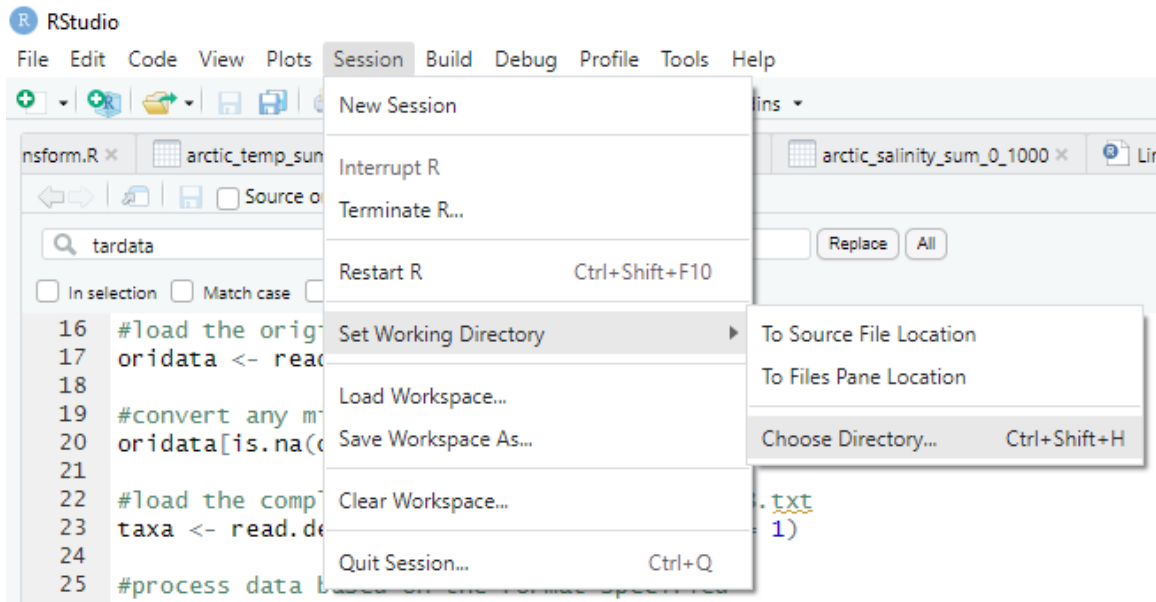 RStudio
File Edit Code View Plots Session Build Debug Profile Tools Help
New Session
nsform.R arctic_temp_sum arctic_salinity_sum_0_1000
Interrupt R
Source
Terminate R...
tardata Replace All
Restart R Ctrl+Shift+F10
In selection Match case
16 #load the orig
17 oridata <- read
Set Working Directory
To Source File Location
To Files Pane Location
18
Load Workspace...
19 #convert any
20 oridata[is.na(
Save Workspace As...
Choose Directory... Ctrl+Shift+H
21
22 #load the comp .txt
Clear Workspace...
23 taxa <- read.de 1)
24
Quit Session... Ctrl+Q
25 #process data